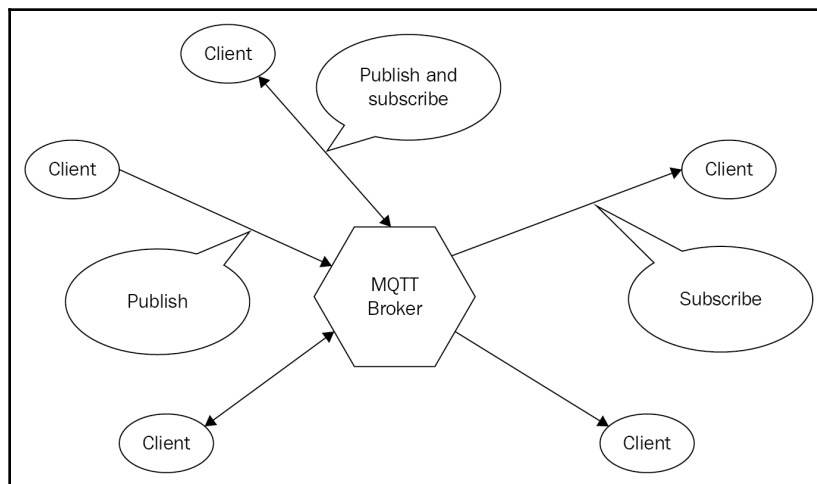 Client
Publish and
subscribe
Client
Client
MQTT
Broker
Publish
Subscribe
Client
Client